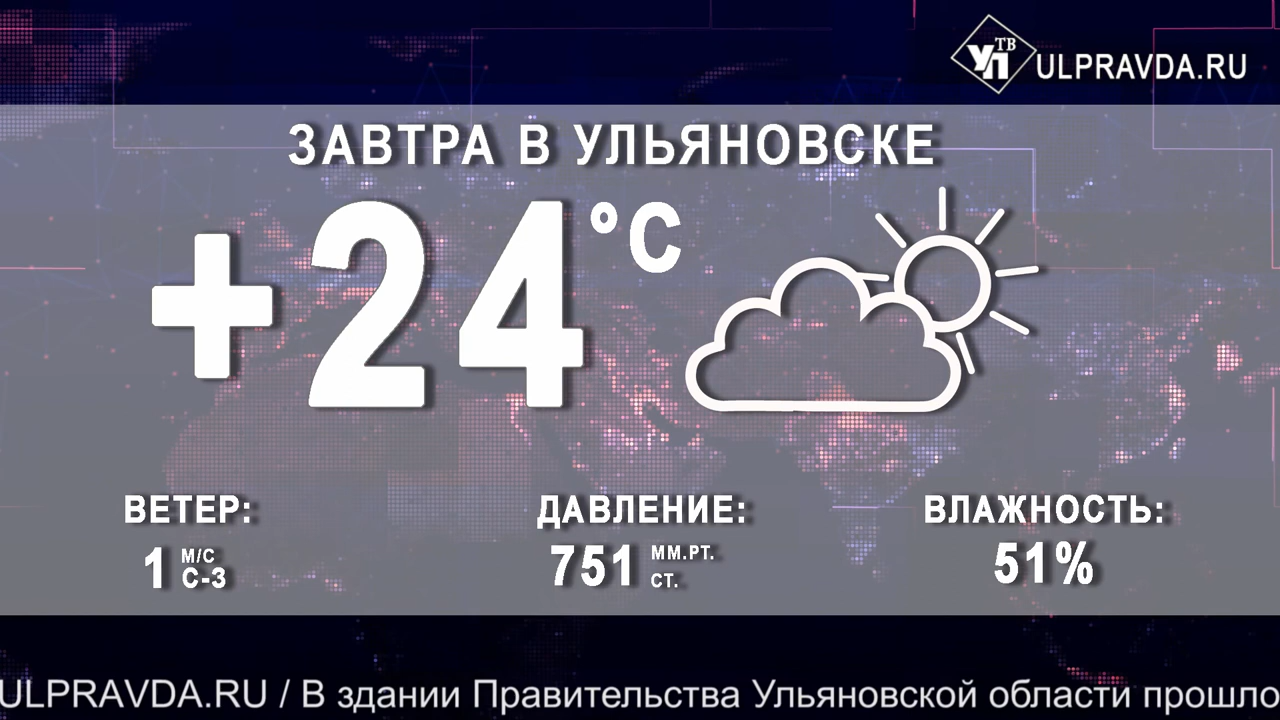 УП ТВ ULPRAVDA.RU
ЗАВТРА В УЛЬЯНОВСКЕ
+24 °C
ВЕТЕР:
1 М/С С-З
ДАВЛЕНИЕ:
751 ММ.РТ. СТ.
ВЛАЖНОСТЬ:
51%
ULPRAVDA.RU / В здании Правительства Ульяновской области прошло